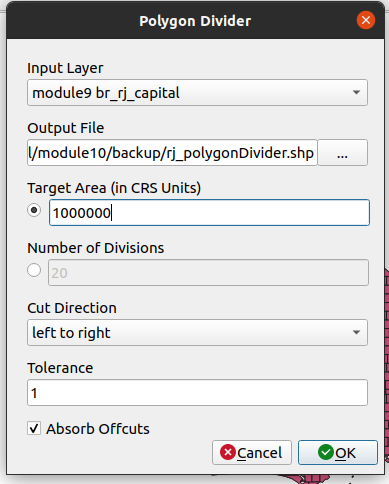 Polygon Divider
Input Layer
module9 br_rj_capital
Output File
l/module10/backup/rj_polygonDivider.shp
...
Target Area (in CRS Units)
1000000
Number of Divisions
20
Cut Direction
left to right
Tolerance
1
Absorb Offcuts
Cancel
OK